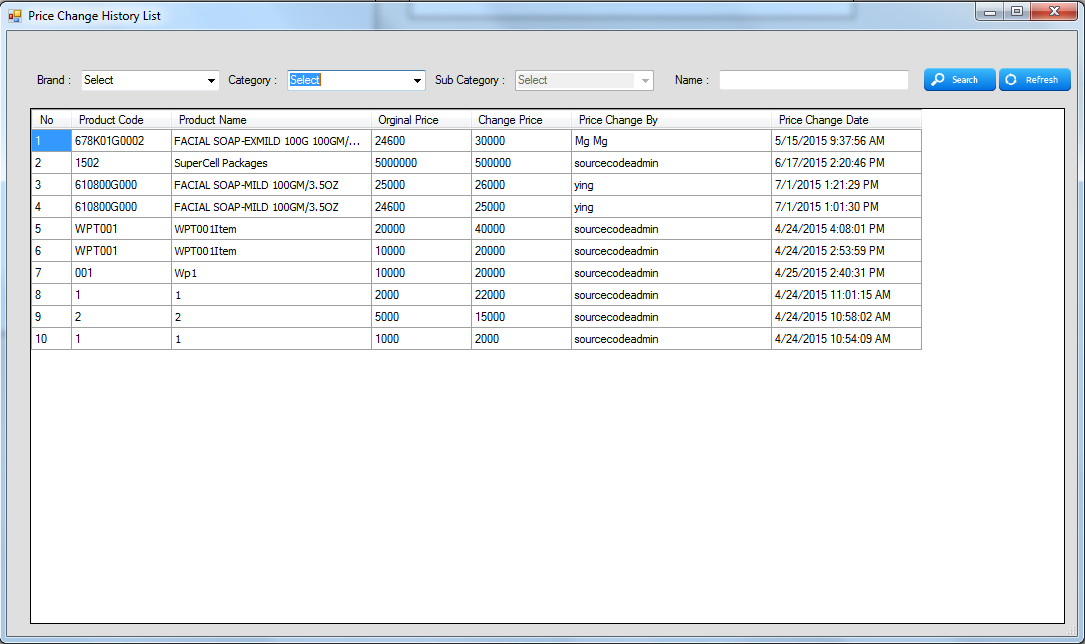 Price Change History List
Brand : Select Category : Select Sub Category : Select Name : Search Refresh
No Product Code Product Name Orginal Price Change Price Price Change By Price Change Date
1 678K01G0002 FACIAL SOAP-EXMILD 100G 100GM/... 24600 30000 Mg Mg 5/15/2015 9:37:56 AM
2 1502 SuperCell Packages 5000000 500000 sourcecodeadmin 6/17/2015 2:20:46 PM
3 610800G000 FACIAL SOAP-MILD 100GM/3.5OZ 25000 26000 ying 7/1/2015 1:21:29 PM
4 610800G000 FACIAL SOAP-MILD 100GM/3.5OZ 24600 25000 ying 7/1/2015 1:01:30 PM
5 WPT001 WPT001Item 20000 40000 sourcecodeadmin 4/24/2015 4:08:01 PM
6 WPT001 WPT001Item 10000 20000 sourcecodeadmin 4/24/2015 2:53:59 PM
7 001 Wp1 10000 20000 sourcecodeadmin 4/25/2015 2:40:31 PM
8 1 1 2000 22000 sourcecodeadmin 4/24/2015 11:01:15 AM
9 2 2 5000 15000 sourcecodeadmin 4/24/2015 10:58:02 AM
10 1 1 1000 2000 sourcecodeadmin 4/24/2015 10:54:09 AM